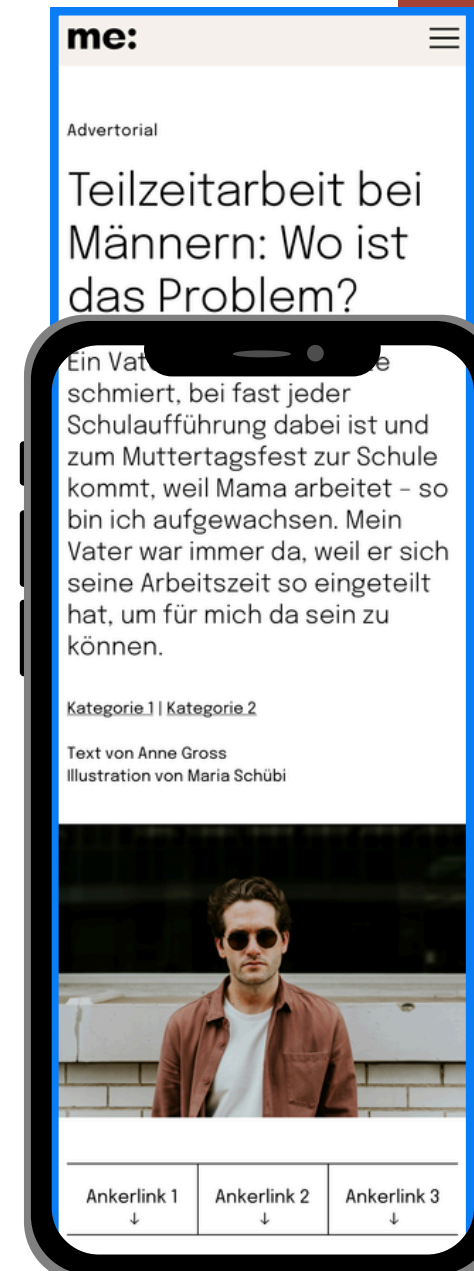 me:
Advertorial
Teilzeitarbeit bei
Männern: Wo ist
das Problem?
Ein
schmiert, bei fast jeder
Schulaufführung dabei ist und
zum Muttertagsfest zur Schule
kommt, weil Mama arbeitet – so
bin ich aufgewachsen. Mein
Vater war immer da, weil er sich
seine Arbeitszeit so eingeteilt
hat, um für mich da sein zu
können.
Kategorie 1 | Kategorie 2
Text von Anne Gross
Illustration von Maria Schübi
Ankerlink 1
↓
Ankerlink 2
↓
Ankerlink 3
↓